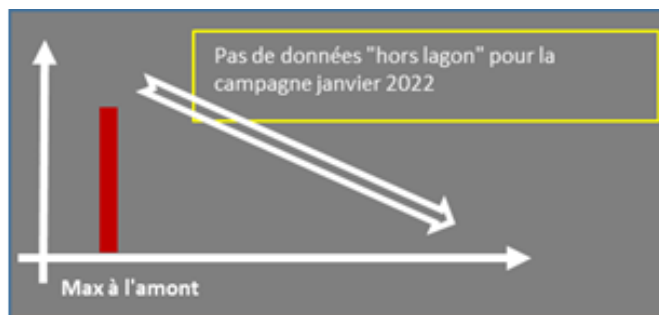 Pas de données "hors lagon" pour la
campagne janvier 2022
Max à l'amont